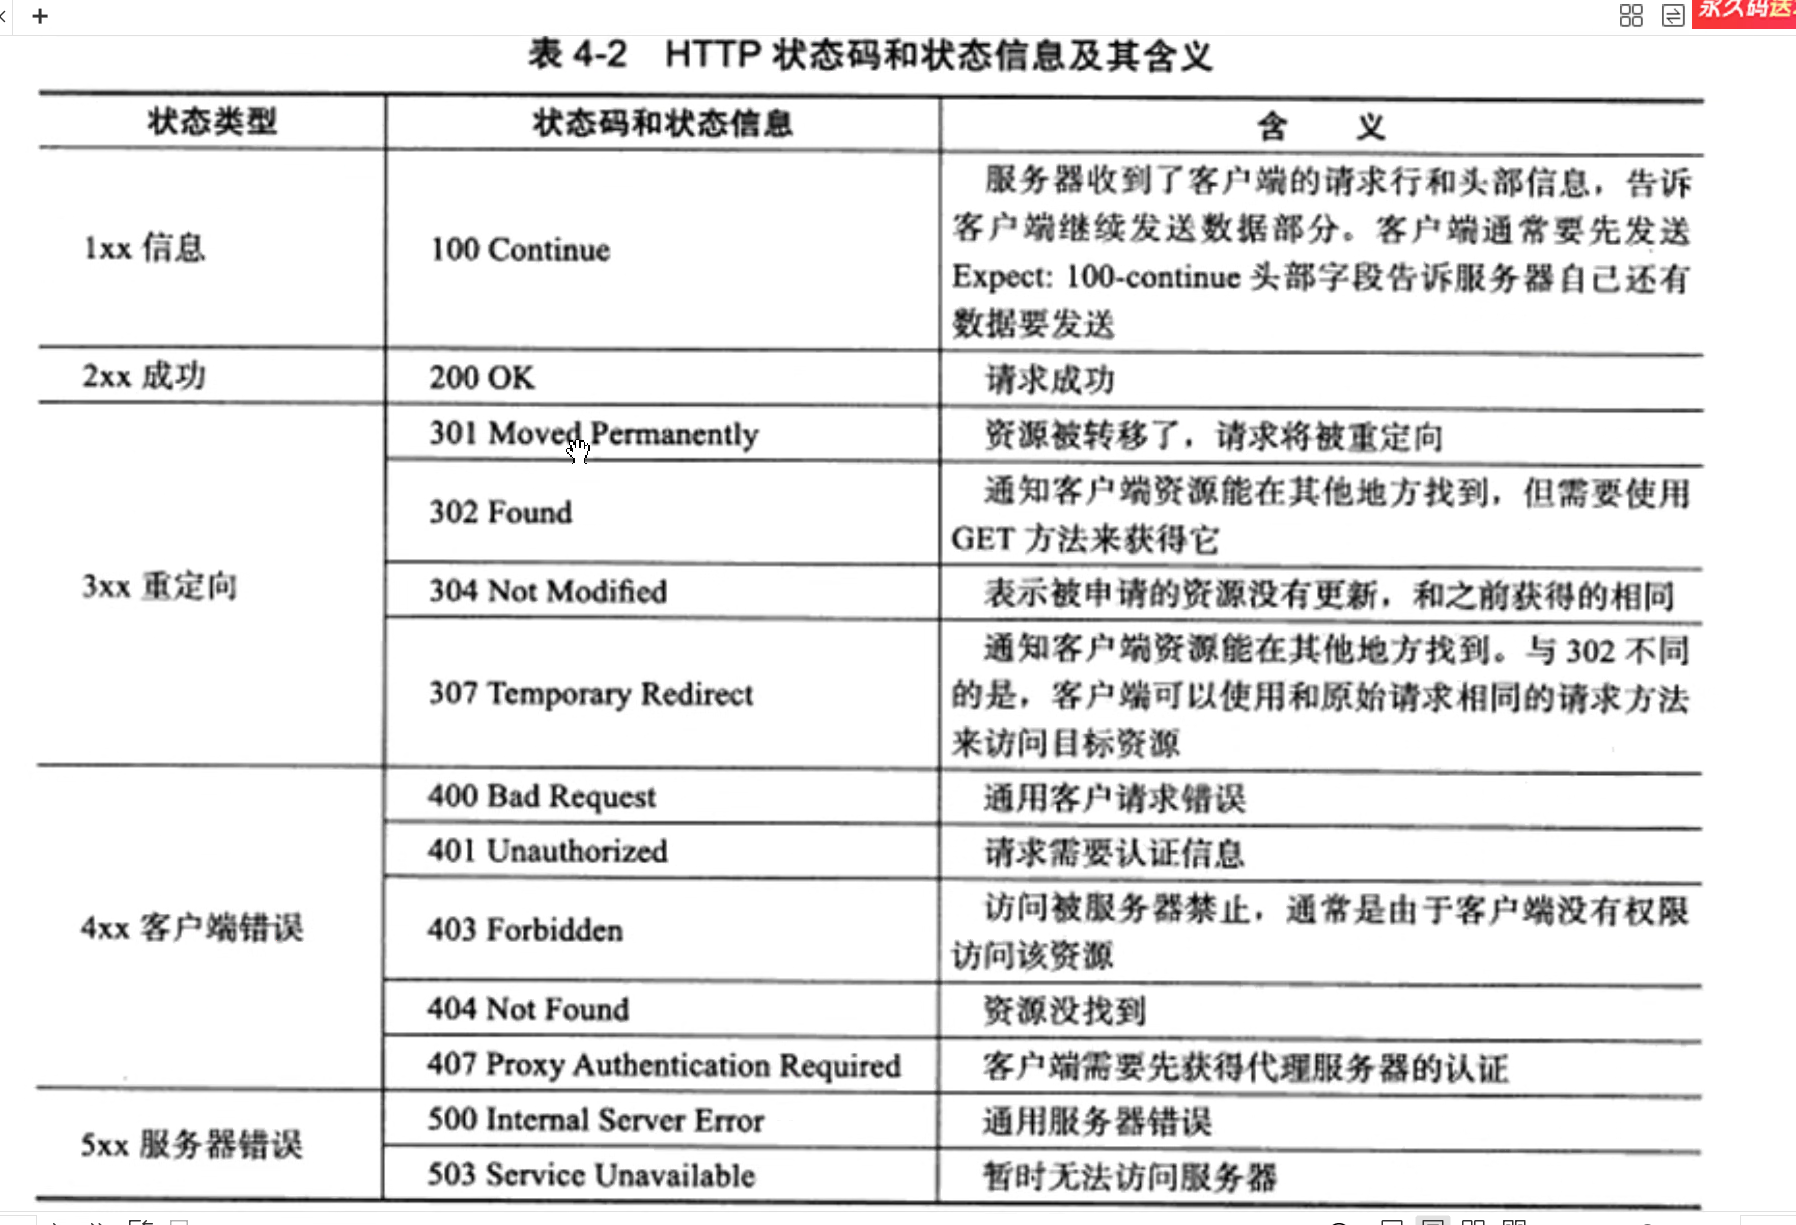 永久码送
表 4-2 HTTP 状态码和状态信息及其含义
状态类型 状态码和状态信息 含 义
1xx 信息
100 Continue
服务器收到了客户端的请求行和头部信息，告诉
客户端继续发送数据部分。客户端通常要先发送
Expect: 100-continue 头部字段告诉服务器自己还有
数据要发送
2xx 成功
200 OK
请求成功
3xx 重定向
301 Moved Permanently
资源被转移了，请求将被重定向
302 Found
通知客户端资源能在其他地方找到，但需要使用
GET 方法来获得它
304 Not Modified
表示被申请的资源没有更新，和之前获得的相同
307 Temporary Redirect
通知客户端资源能在其他地方找到。与 302 不同
的是，客户端可以使用和原始请求相同的请求方法
来访问目标资源
4xx 客户端错误
400 Bad Request
通用客户请求错误
401 Unauthorized
请求需要认证信息
403 Forbidden
访问被服务器禁止，通常是由于客户端没有权限
访问该资源
404 Not Found
资源没找到
407 Proxy Authentication Required
客户端需要先获得代理服务器的认证
5xx 服务器错误
500 Internal Server Error
通用服务器错误
503 Service Unavailable
暂时无法访问服务器